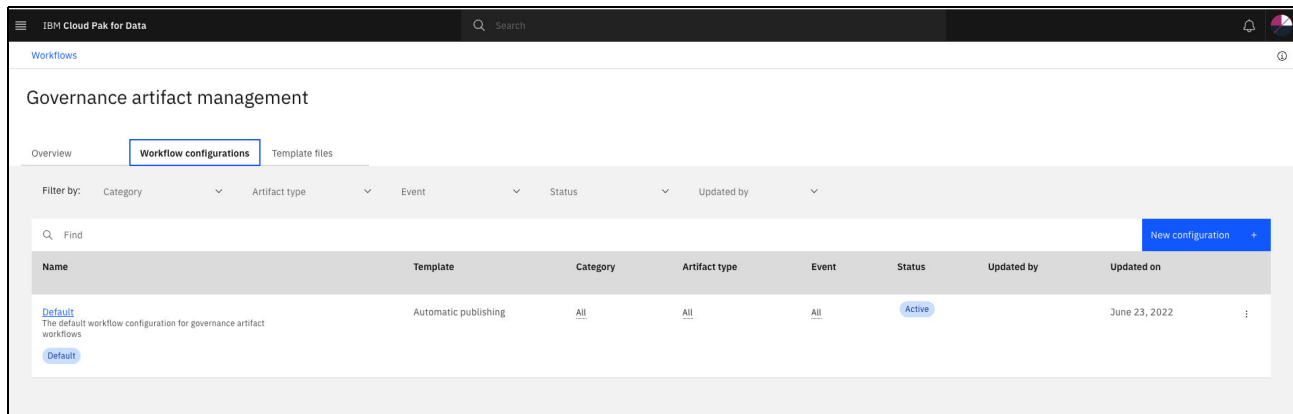 IBM Cloud Pak for Data
Search
Workflows
Governance artifact management
Overview Workflow configurations Template files
Filter by: Category Artifact type Event Status Updated by
Find
New configuration +
Name Template Category Artifact type Event Status Updated by Updated on
Default Automatic publishing All All All Active June 23, 2022
The default workflow configuration for governance artifact
workflows
Default